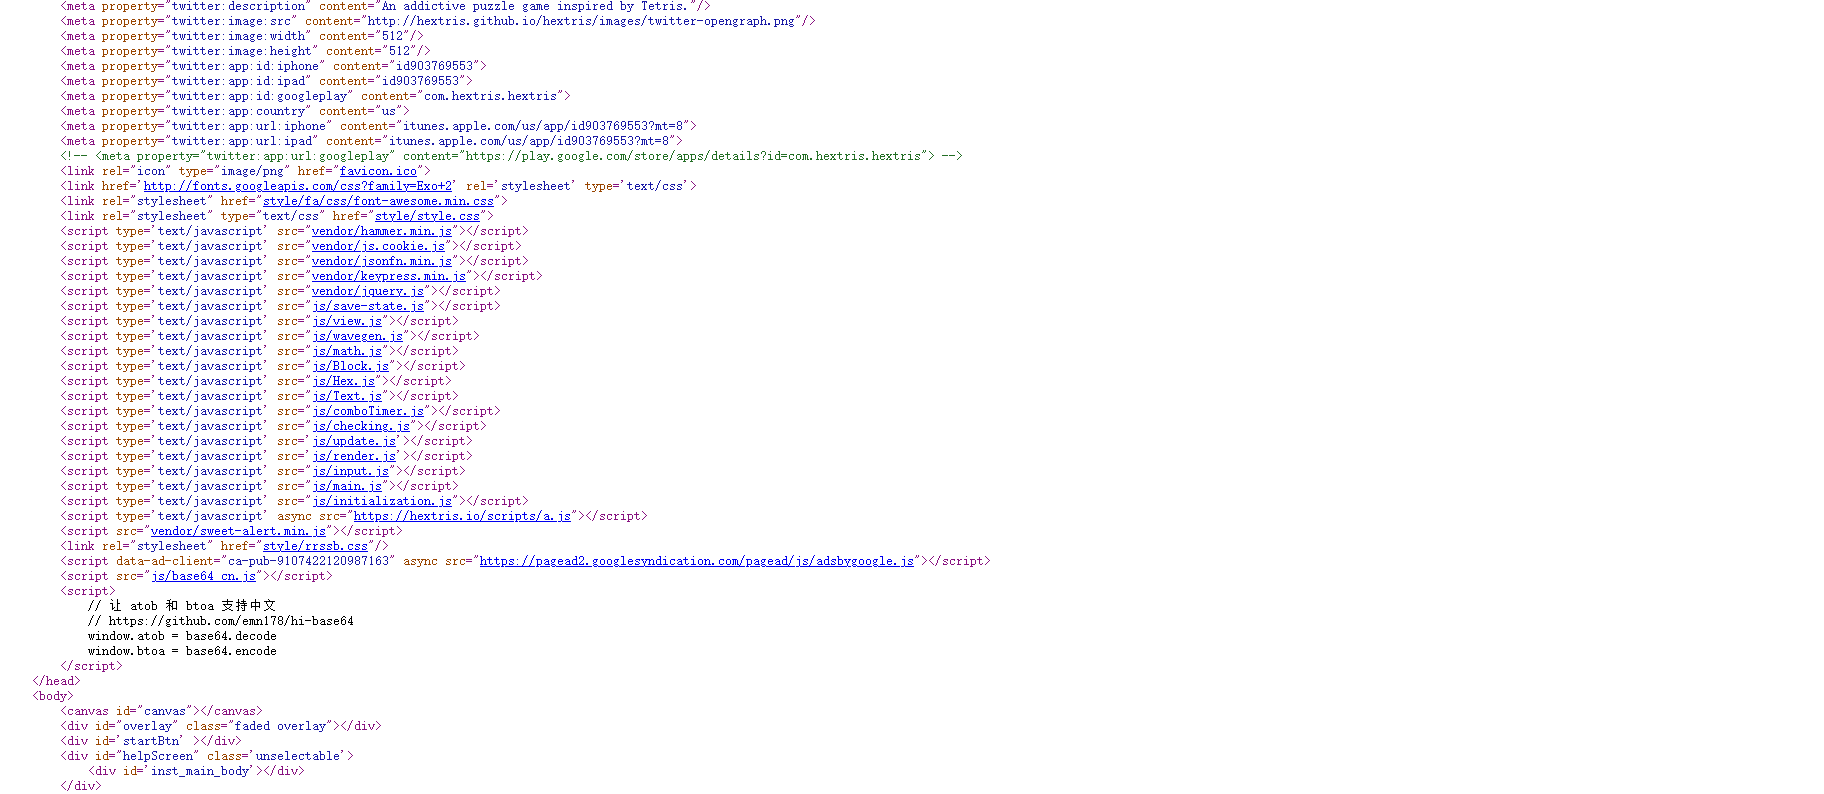 <meta property="twitter:description" content="An addictive puzzle game inspired by Tetris."/>
<meta property="twitter:image:src" content="http://hextris.github.io/hextris/images/twitter-opengraph.png"/>
<meta property="twitter:image:width" content="512"/>
<meta property="twitter:image:height" content="512"/>
<meta property="twitter:app:id:iphone" content="id903769553">
<meta property="twitter:app:id:ipad" content="id903769553">
<meta property="twitter:app:id:googleplay" content="com.hextris.hextris">
<meta property="twitter:app:country" content="us">
<meta property="twitter:app:url:iphone" content="itunes.apple.com/us/app/id903769553?mt=8">
<meta property="twitter:app:url:ipad" content="itunes.apple.com/us/app/id903769553?mt=8">
<!-- <meta property="twitter:app:url:googleplay" content="https://play.google.com/store/apps/details?id=com.hextris.hextris"> -->
<link rel="icon" type="image/png" href="favicon.ico">
<link href='http://fonts.googleapis.com/css?family=Exo+2' rel='stylesheet' type='text/css'>
<link rel="stylesheet" href="style/fa/css/font-awesome.min.css">
<link rel="stylesheet" type="text/css" href="style/style.css">
<script type='text/javascript' src="vendor/hammer.min.js"></script>
<script type='text/javascript' src="vendor/js.cookie.js"></script>
<script type='text/javascript' src="vendor/jsonfn.min.js"></script>
<script type='text/javascript' src="vendor/keypress.min.js"></script>
<script type='text/javascript' src="vendor/jquery.js"></script>
<script type='text/javascript' src="js/save-state.js"></script>
<script type='text/javascript' src="js/view.js"></script>
<script type='text/javascript' src="js/wavegen.js"></script>
<script type='text/javascript' src="js/math.js"></script>
<script type='text/javascript' src="js/Block.js"></script>
<script type='text/javascript' src="js/Hex.js"></script>
<script type='text/javascript' src="js/Text.js"></script>
<script type='text/javascript' src="js/comboTimer.js"></script>
<script type='text/javascript' src="js/checking.js"></script>
<script type='text/javascript' src='js/update.js'></script>
<script type='text/javascript' src='js/render.js'></script>
<script type='text/javascript' src="js/input.js"></script>
<script type='text/javascript' src="js/main.js"></script>
<script type='text/javascript' src="js/initialization.js"></script>
<script type='text/javascript' async src="https://hextris.io/scripts/a.js"></script>
<script src="vendor/sweet-alert.min.js"></script>
<link rel="stylesheet" href="style/rrssb.css"/>
<script data-ad-client="ca-pub-9107422120987163" async src="https://pagead2.googlesyndication.com/pagead/js/adsbygoogle.js"></script>
<script src="js/base64_cn.js"></script>
<script>
// 让 atob 和 btoa 支持中文
// https://github.com/emn178/hi-base64
window.atob = base64.decode
window.btoa = base64.encode
</script>
</head>
<body>
<canvas id="canvas"></canvas>
<div id="overlay" class="faded overlay"></div>
<div id='startBtn' ></div>
<div id="helpScreen" class='unselectable'>
<div id='inst_main_body'></div>
</div>